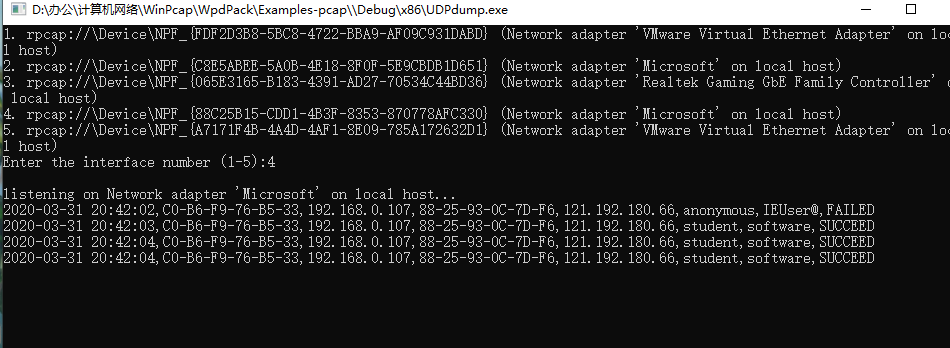 D:\办公\计算机网络\WinPcap\WpdPack\Examples-pcap\\Debug\x86\UDPdump.exe
1. rpcap://\Device\NPF_{FDF2D3B8-5BC8-4722-BBA9-AF09C931DABD} (Network adapter 'VMware Virtual Ethernet Adapter' on loc
l host)
2. rpcap://\Device\NPF_{C8E5ABEE-5A0B-4E18-8F0F-5E9CBDB1D651} (Network adapter 'Microsoft' on local host)
3. rpcap://\Device\NPF_{065E3165-B183-4391-AD27-70534C44BD36} (Network adapter 'Realtek Gaming GbE Family Controller' o
local host)
4. rpcap://\Device\NPF_{88C25B15-CDD1-4B3F-8353-870778AFC330} (Network adapter 'Microsoft' on local host)
5. rpcap://\Device\NPF_{A7171F4B-4A4D-4AF1-8E09-785A172632D1} (Network adapter 'VMware Virtual Ethernet Adapter' on loc
l host)
Enter the interface number (1-5):4
listening on Network adapter 'Microsoft' on local host...
2020-03-31 20:42:02,C0-B6-F9-76-B5-33,192.168.0.107,88-25-93-0C-7D-F6,121.192.180.66,anonymous,IEUser@,FAILED
2020-03-31 20:42:03,C0-B6-F9-76-B5-33,192.168.0.107,88-25-93-0C-7D-F6,121.192.180.66,student,software,SUCCEED
2020-03-31 20:42:04,C0-B6-F9-76-B5-33,192.168.0.107,88-25-93-0C-7D-F6,121.192.180.66,student,software,SUCCEED
2020-03-31 20:42:04,C0-B6-F9-76-B5-33,192.168.0.107,88-25-93-0C-7D-F6,121.192.180.66,student,software,SUCCEED